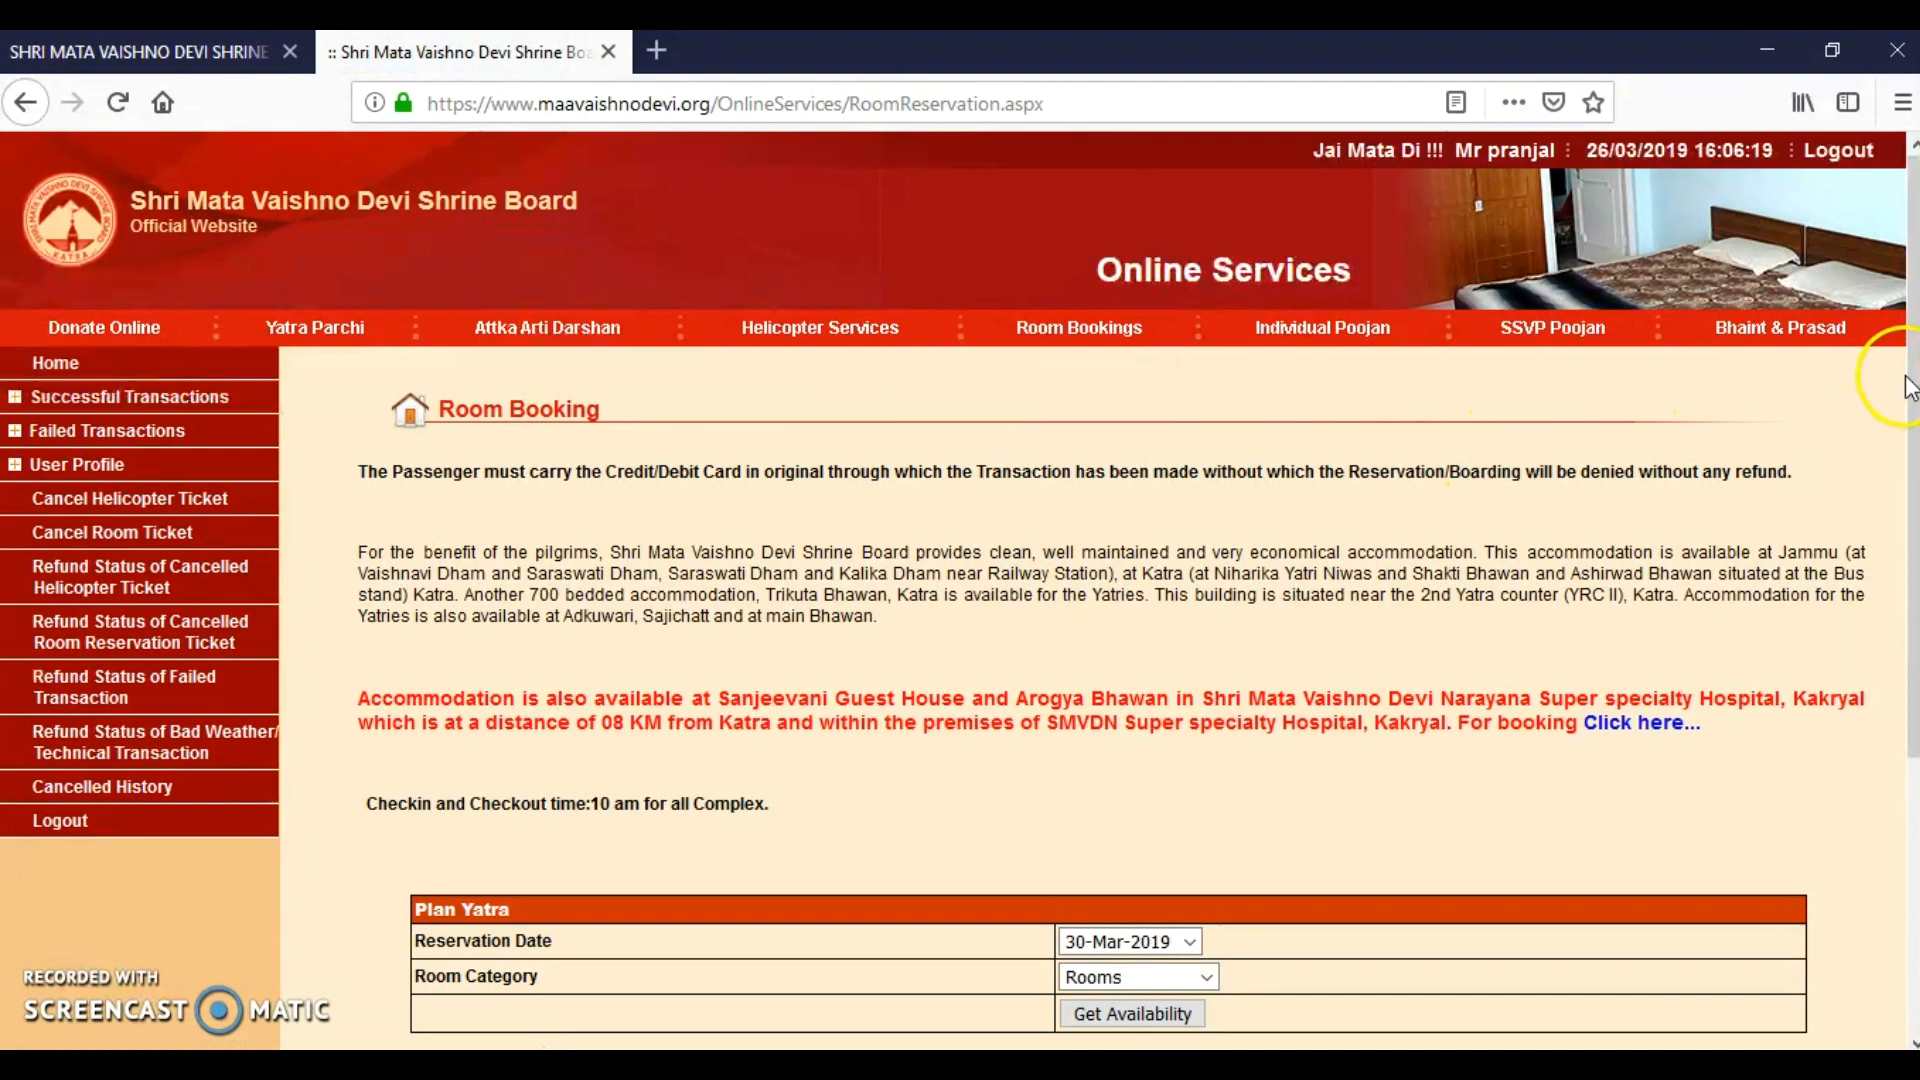 SHRI MATA VAISHNO DEVI SHRINE
:: Shri Mata Vaishno Devi Shrine Boa
https://www.maavaishnodevi.org/OnlineServices/RoomReservation.aspx
Jai Mata Di !!! Mr pranjal 26/03/2019 16:06:19 Logout
Shri Mata Vaishno Devi Shrine Board
Official Website
Online Services
Donate Online Yatra Parchi Attka Arti Darshan Helicopter Services Room Bookings Individual Poojan SSVP Poojan Bhaint & Prasad
Home
Successful Transactions
Failed Transactions
User Profile
Cancel Helicopter Ticket
Cancel Room Ticket
Refund Status of Cancelled
Helicopter Ticket
Refund Status of Cancelled
Room Reservation Ticket
Refund Status of Failed
Transaction
Refund Status of Bad Weather/
Technical Transaction
Cancelled History
Logout
Room Booking
The Passenger must carry the Credit/Debit Card in original through which the Transaction has been made without which the Reservation/Boarding will be denied without any refund.
For the benefit of the pilgrims, Shri Mata Vaishno Devi Shrine Board provides clean, well maintained and very economical accommodation. This accommodation is available at Jammu (at
Vaishnavi Dham and Saraswati Dham, Saraswati Dham and Kalika Dham near Railway Station), at Katra (at Niharika Yatri Niwas and Shakti Bhawan and Ashirwad Bhawan situated at the Bus
stand) Katra. Another 700 bedded accommodation, Trikuta Bhawan, Katra is available for the Yatries. This building is situated near the 2nd Yatra counter (YRC II), Katra. Accommodation for the
Yatries is also available at Adkuwari, Sajichatt and at main Bhawan.
Accommodation is also available at Sanjeevani Guest House and Arogya Bhawan in Shri Mata Vaishno Devi Narayana Super specialty Hospital, Kakryal
which is at a distance of 08 KM from Katra and within the premises of SMVDN Super specialty Hospital, Kakryal. For booking Click here...
Checkin and Checkout time:10 am for all Complex.
Plan Yatra
Reservation Date 30-Mar-2019
Room Category Rooms
Get Availability
RECORDED WITH
SCREENCAST MATIC